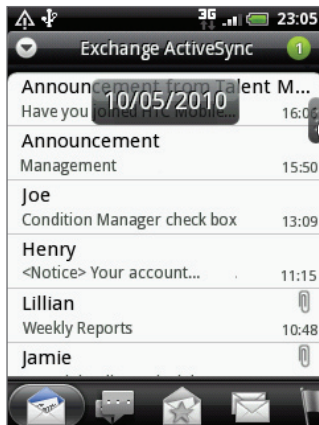 3G 23:05
Exchange ActiveSync 1
Announcement from Talent M...
Have you joined HTC Mobile... 16:06
10/05/2010
Announcement
Management 15:50
Joe
Condition Manager check box 13:09
Henry
<Notice> Your account... 11:15
Lillian
Weekly Reports 10:48
Jamie